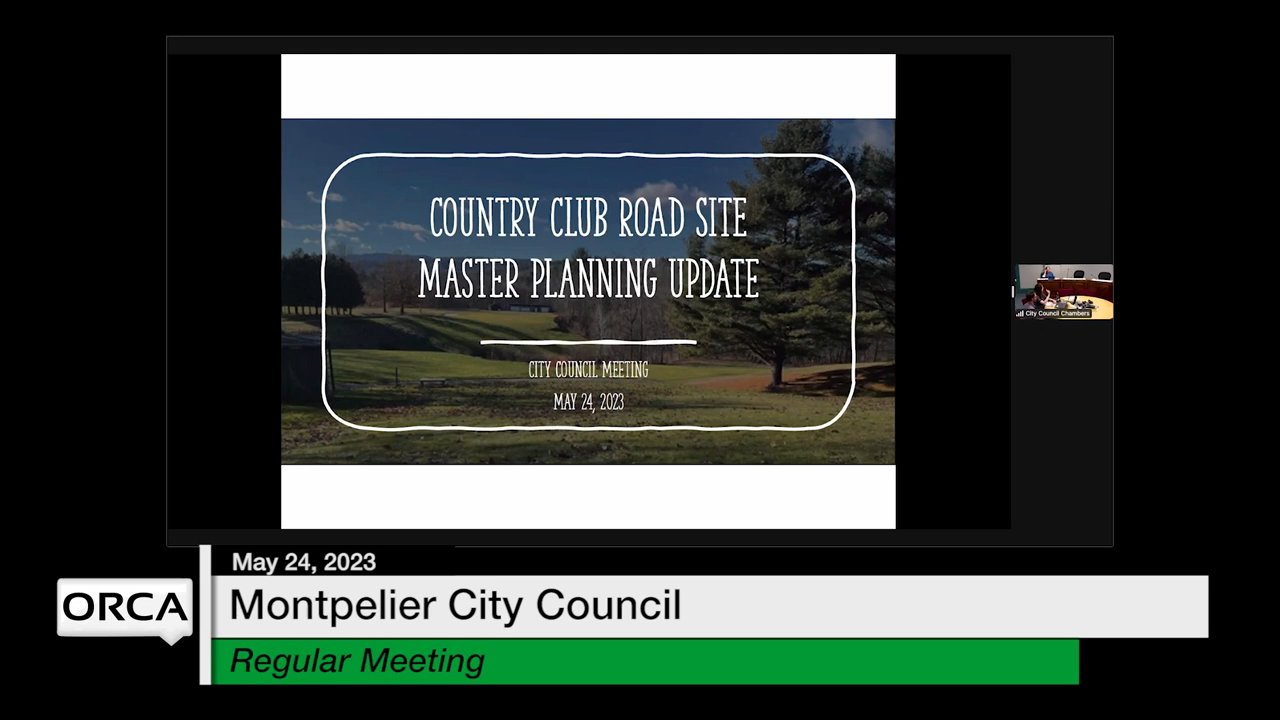 COUNTRY CLUB ROAD SITE
MASTER PLANNING UPDATE
CITY COUNCIL MEETING
MAY 24, 2023
City Council Chambers
May 24, 2023
ORCA
Montpelier City Council
Regular Meeting